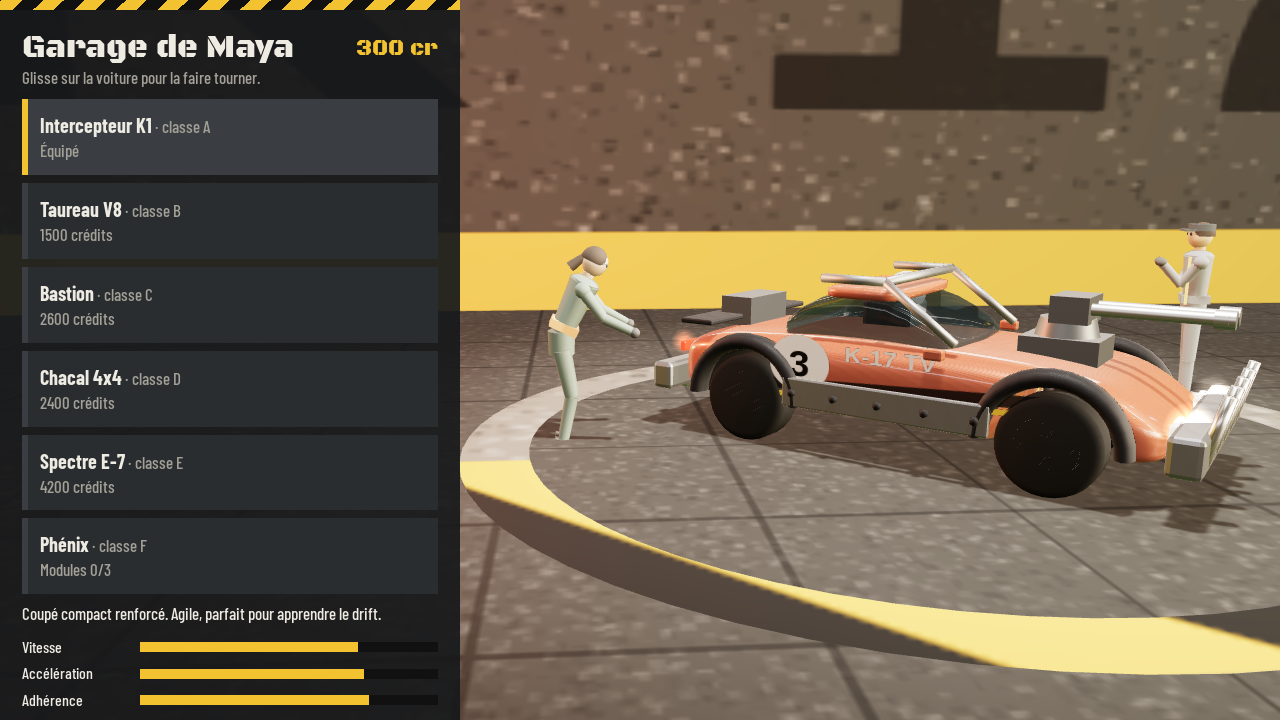 Garage de Maya
300 cr
Glisse sur la voiture pour la faire tourner.
Intercepteur K1 · classe A
Équipé
Taureau V8 · classe B
1500 crédits
Bastion · classe C
2600 crédits
Chacal 4x4 · classe D
2400 crédits
Spectre E-7 · classe E
4200 crédits
Phénix · classe F
Modules 0/3
Coupé compact renforcé. Agile, parfait pour apprendre le drift.
Vitesse
Accélération
Adhérence
3
K-17 TV